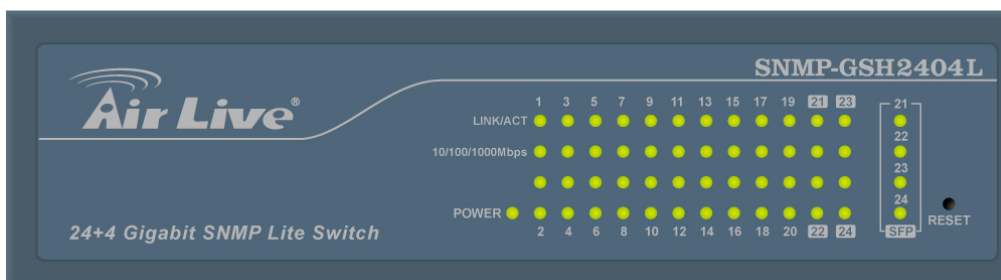 SNMP-GSH2404L
Air Live®
1 3 5 7 9 11 13 15 17 19 21 23
LINK/ACT
10/100/1000Mbps
POWER
2 4 6 8 10 12 14 16 18 20 22 24
21
22
23
24
SFP
RESET
24+4 Gigabit SNMP Lite Switch